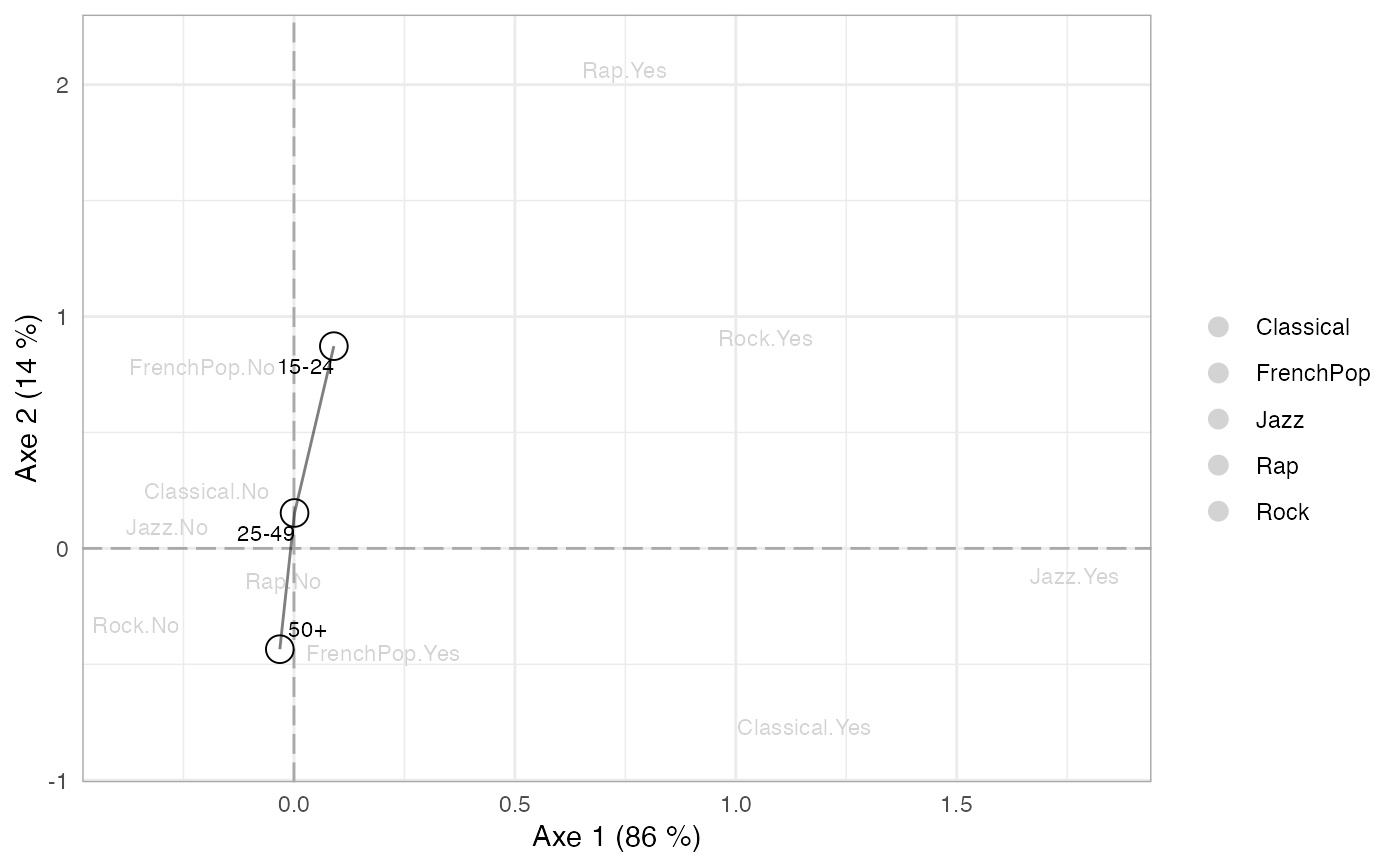 Rap.Yes
2
1
Rock.Yes
Classical
FrenchPop.No
15-24
FrenchPop
Axe 2 (14 %)
Jazz
Rap
Classical.No
Rock
Jazz.No
25-49
0
Rap.No
Jazz.Yes
Rock.No
50+
FrenchPop.Yes
Classical.Yes
-1
0.0 0.5 1.0 1.5
Axe 1 (86 %)